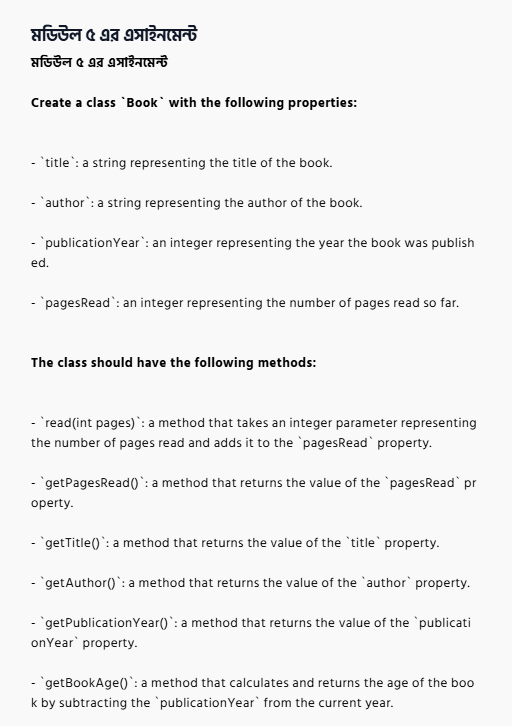 মডিউল ৫ এর এসাইনমেন্ট
মডিউল ৫ এর এসাইনমেন্ট
Create a class `Book` with the following properties:
- `title`: a string representing the title of the book.
- `author`: a string representing the author of the book.
- `publicationYear`: an integer representing the year the book was publish
ed.
- `pagesRead`: an integer representing the number of pages read so far.
The class should have the following methods:
- `read(int pages)`: a method that takes an integer parameter representing
the number of pages read and adds it to the `pagesRead` property.
- `getPagesRead()`: a method that returns the value of the `pagesRead` pr
operty.
- `getTitle()`: a method that returns the value of the `title` property.
- `getAuthor()`: a method that returns the value of the `author` property.
- `getPublicationYear()`: a method that returns the value of the `publicati
onYear` property.
- `getBookAge()`: a method that calculates and returns the age of the boo
k by subtracting the `publicationYear` from the current year.